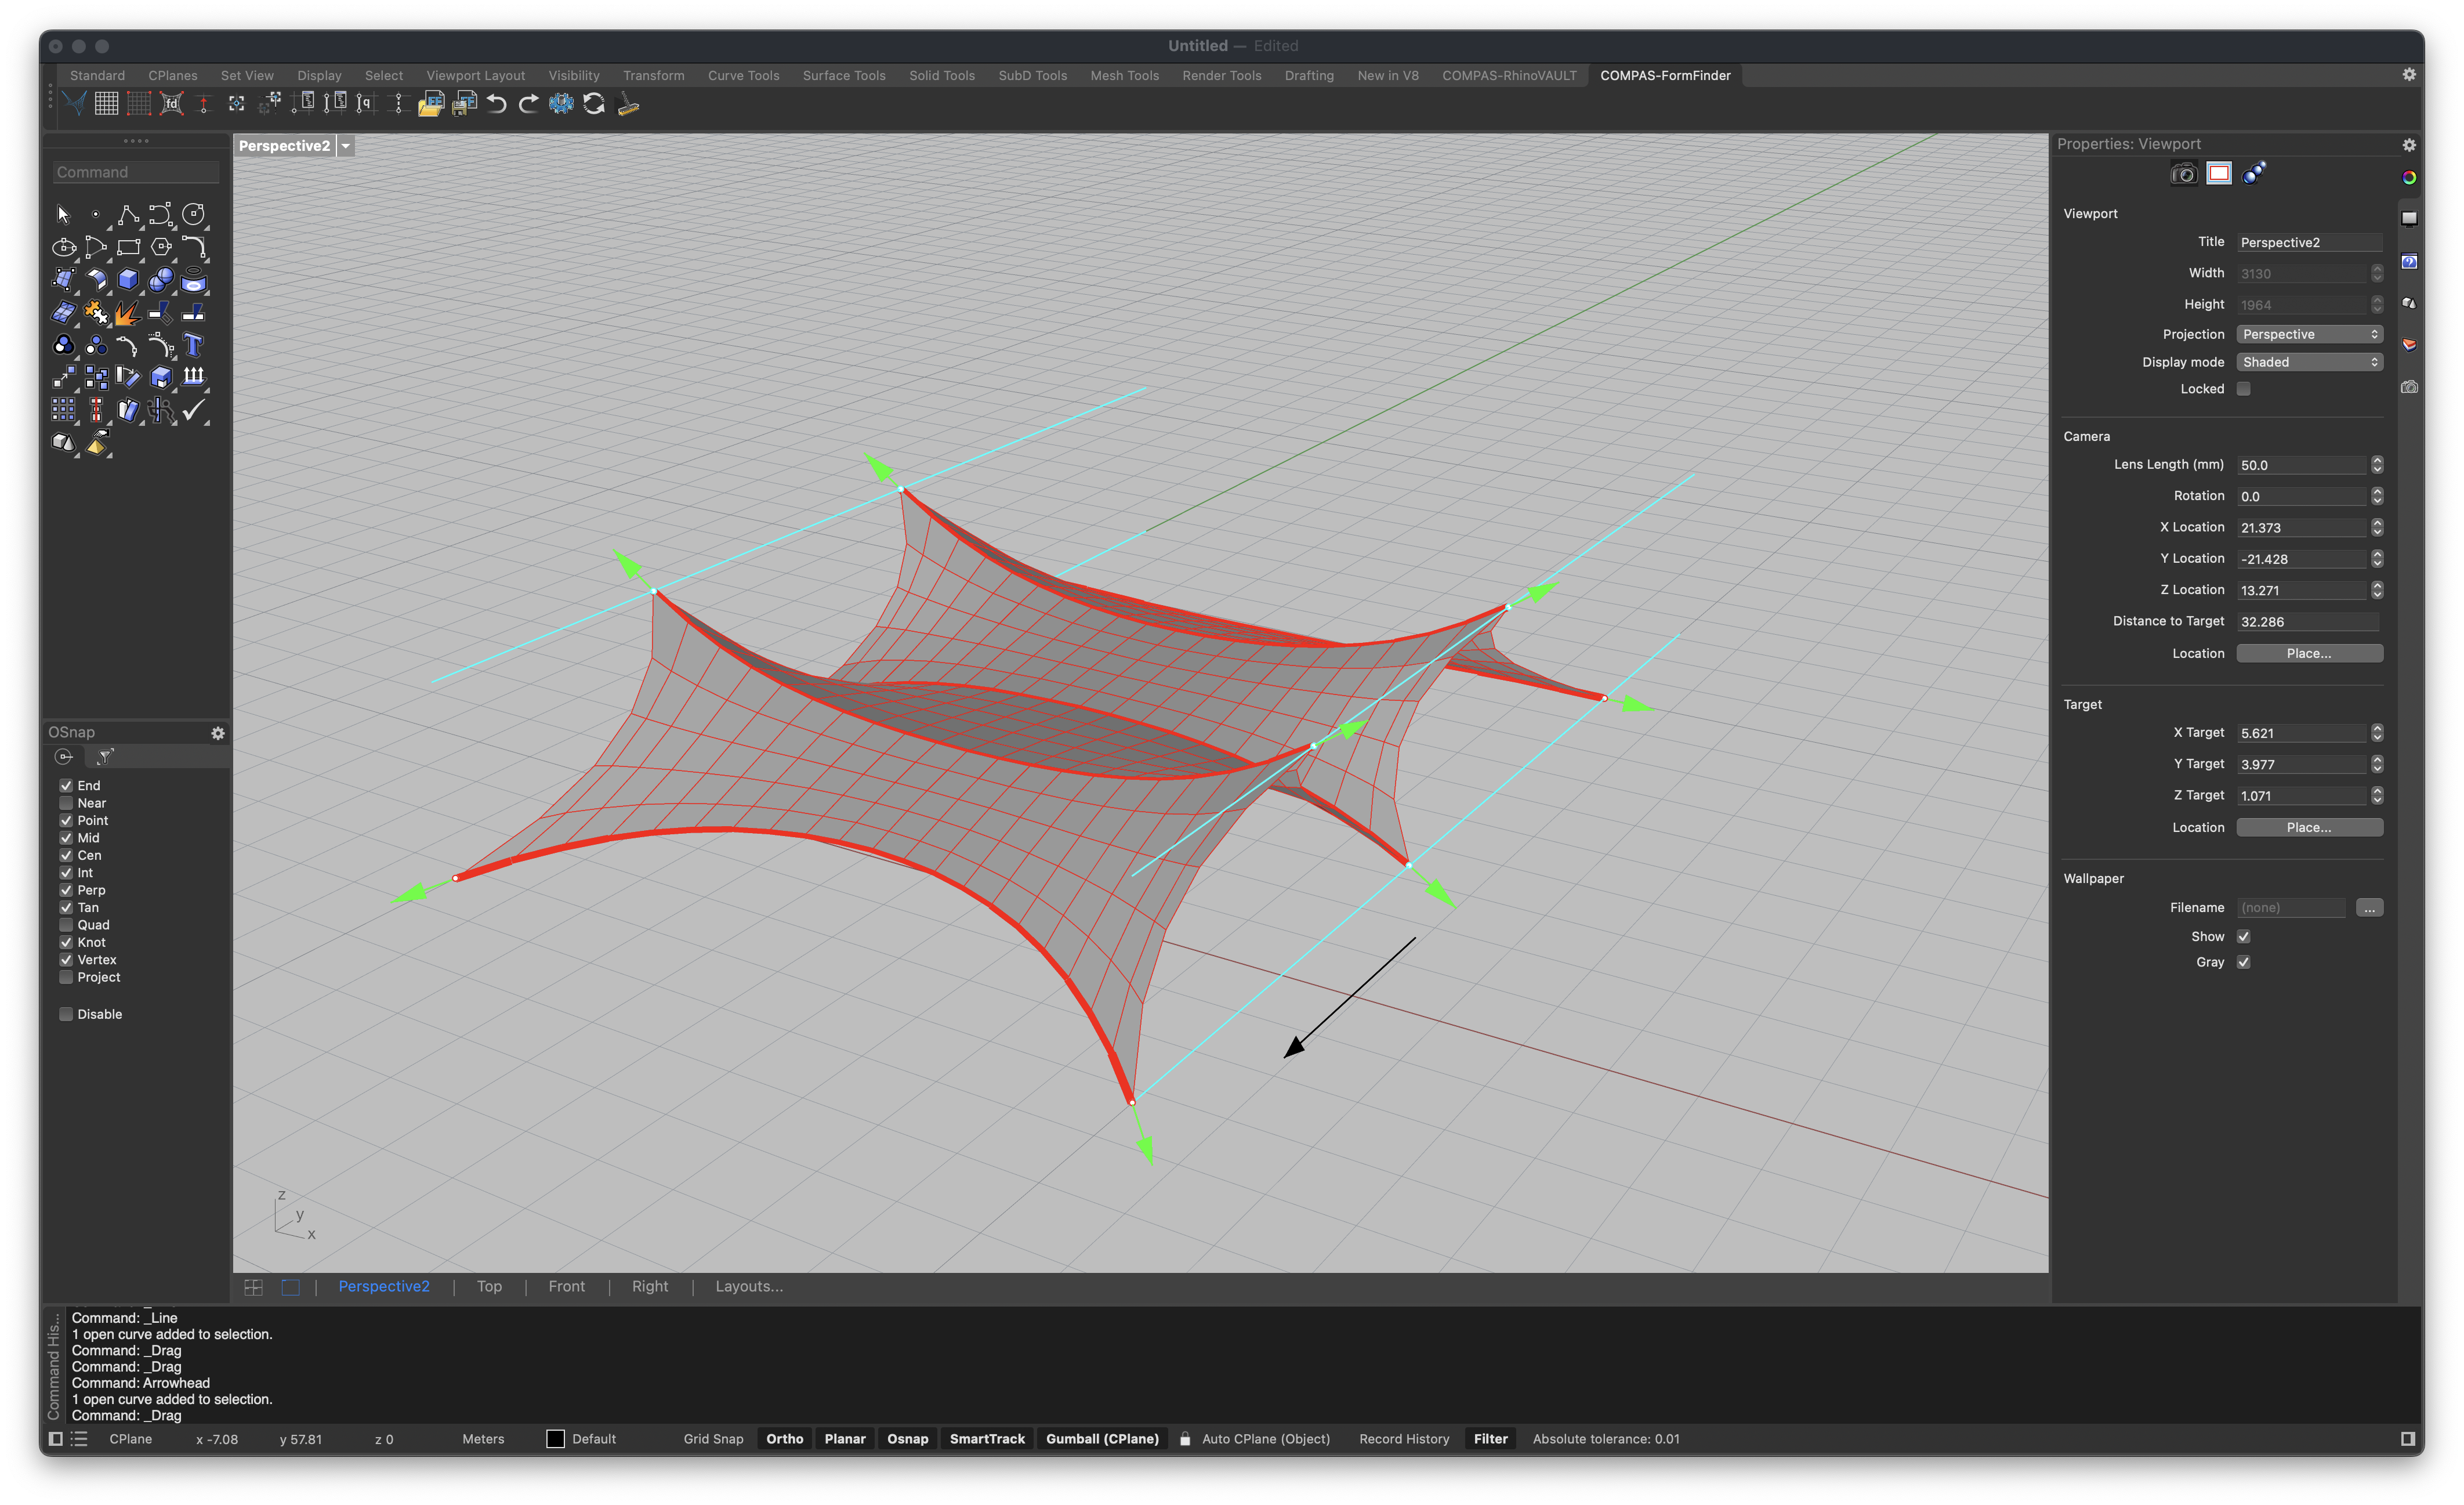 Untitled — Edited
Standard CPlanes Set View Display Select Viewport Layout Visibility Transform Curve Tools Surface Tools Solid Tools SubD Tools Mesh Tools Render Tools Drafting New in V8 COMPAS-RhinoVAULT COMPAS-FormFinder
fd
q
FF
FF
Perspective2
Command
T
Properties: Viewport
Viewport
Title Perspective2
Width 3130
Height 1964
Projection Perspective
Display mode Shaded
Locked
Camera
Lens Length (mm) 50.0
Rotation 0.0
X Location 21.373
Y Location -21.428
Z Location 13.271
Distance to Target 32.286
Location Place...
Target
X Target 5.621
Y Target 3.977
Z Target 1.071
Location Place...
Wallpaper
Filename (none) ...
Show
Gray
OSnap
End
Near
Point
Mid
Cen
Int
Perp
Tan
Quad
Knot
Vertex
Project
Disable
z
y
x
Perspective2 | Top | Front | Right | Layouts...
Command His...
Command: _Line
1 open curve added to selection.
Command: _Drag
Command: _Drag
Command: Arrowhead
1 open curve added to selection.
Command: _Drag
CPlane x -7.08 y 57.81 z 0 Meters Default Grid Snap Ortho Planar Osnap SmartTrack Gumball (CPlane) Auto CPlane (Object) Record History Filter Absolute tolerance: 0.01